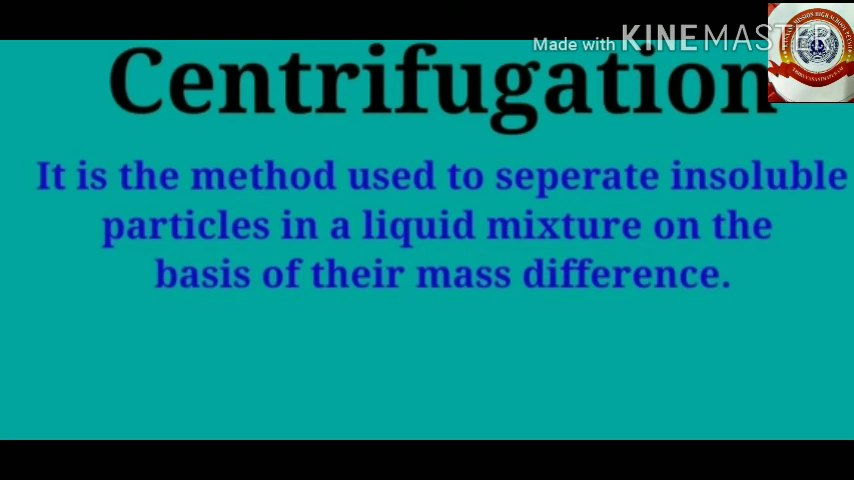 Made with KINEMASTER
Centrifugation
It is the method used to seperate insoluble
particles in a liquid mixture on the
basis of their mass difference.